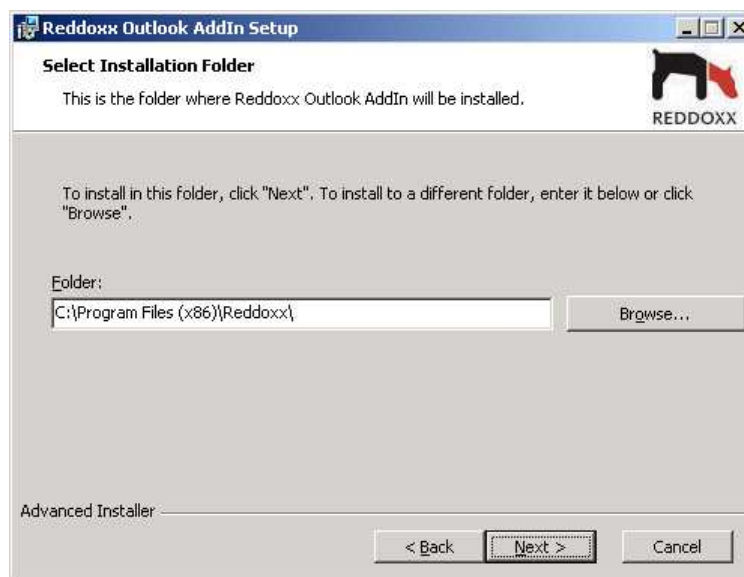 Reddoxx Outlook AddIn Setup
Select Installation Folder
This is the folder where Reddoxx Outlook AddIn will be installed.
REDDOXX
To install in this folder, click "Next". To install to a different folder, enter it below or click
"Browse".
Folder:
C:\Program Files (x86)\Reddoxx\
Browse...
Advanced Installer
< Back
Next >
Cancel